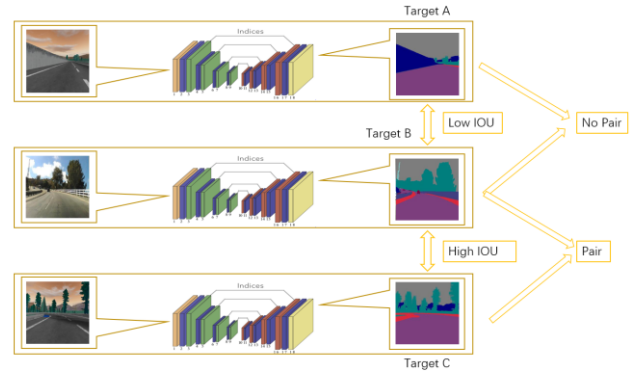 Target A
Indices
Low IOU
No Pair
Target B
Indices
High IOU
Pair
Indices
Target C